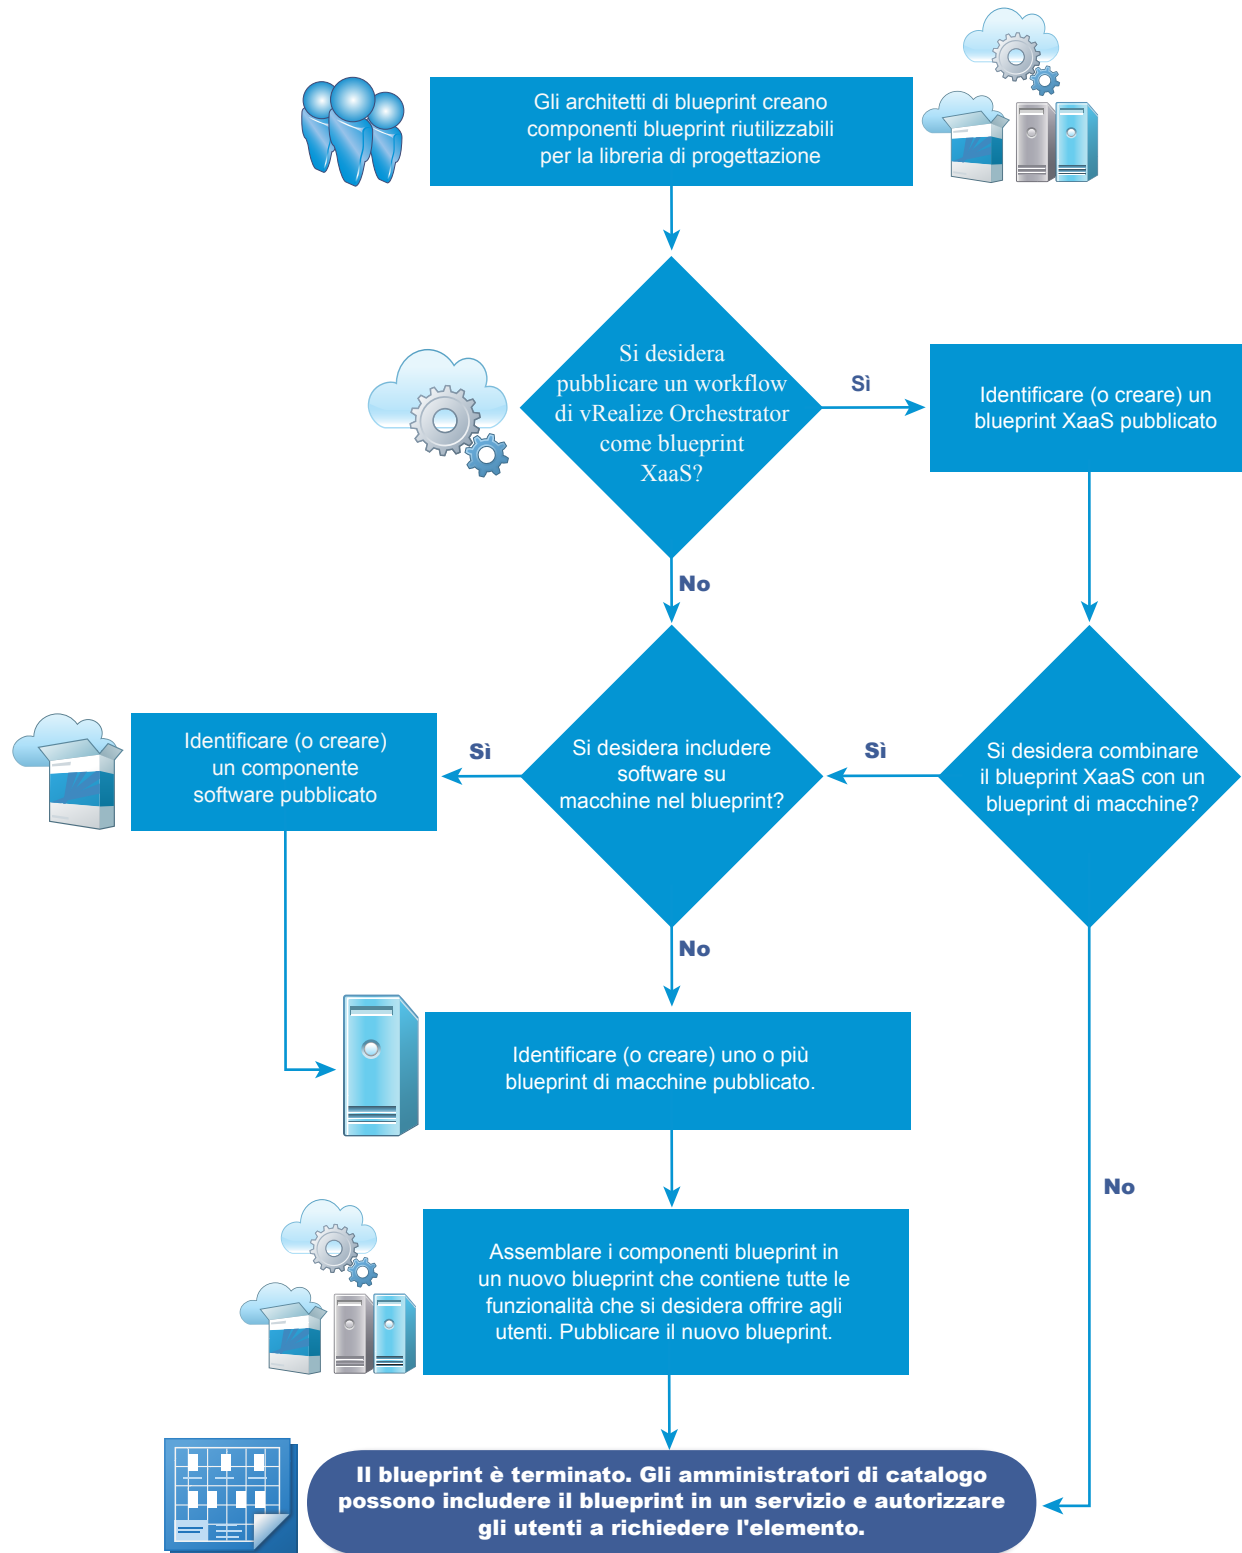 Gli architetti di blueprint creano
componenti blueprint riutilizzabili
per la libreria di progettazione
Si desidera
pubblicare un workflow
di vRealize Orchestrator
come blueprint
XaaS?
Sì
Identificare (o creare) un
blueprint XaaS pubblicato
No
Identificare (o creare)
un componente
software pubblicato
Sì
Si desidera includere
software su
macchine nel blueprint?
Sì
Si desidera combinare
il blueprint XaaS con un
blueprint di macchine?
No
Identificare (o creare) uno o più
blueprint di macchine pubblicato.
No
Assemblare i componenti blueprint in
un nuovo blueprint che contiene tutte le
funzionalità che si desidera offrire agli
utenti. Pubblicare il nuovo blueprint.
Il blueprint è terminato. Gli amministratori di catalogo
possono includere il blueprint in un servizio e autorizzare
gli utenti a richiedere l'elemento.